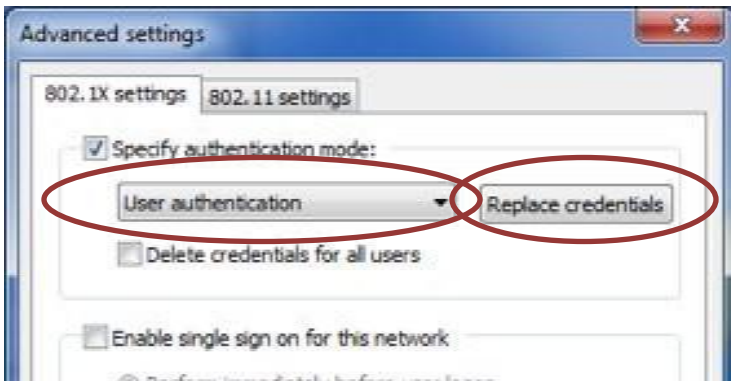 Advanced settings
802.1X settings 802.11 settings
Specify authentication mode:
User authentication Replace credentials
Delete credentials for all users
Enable single sign on for this network